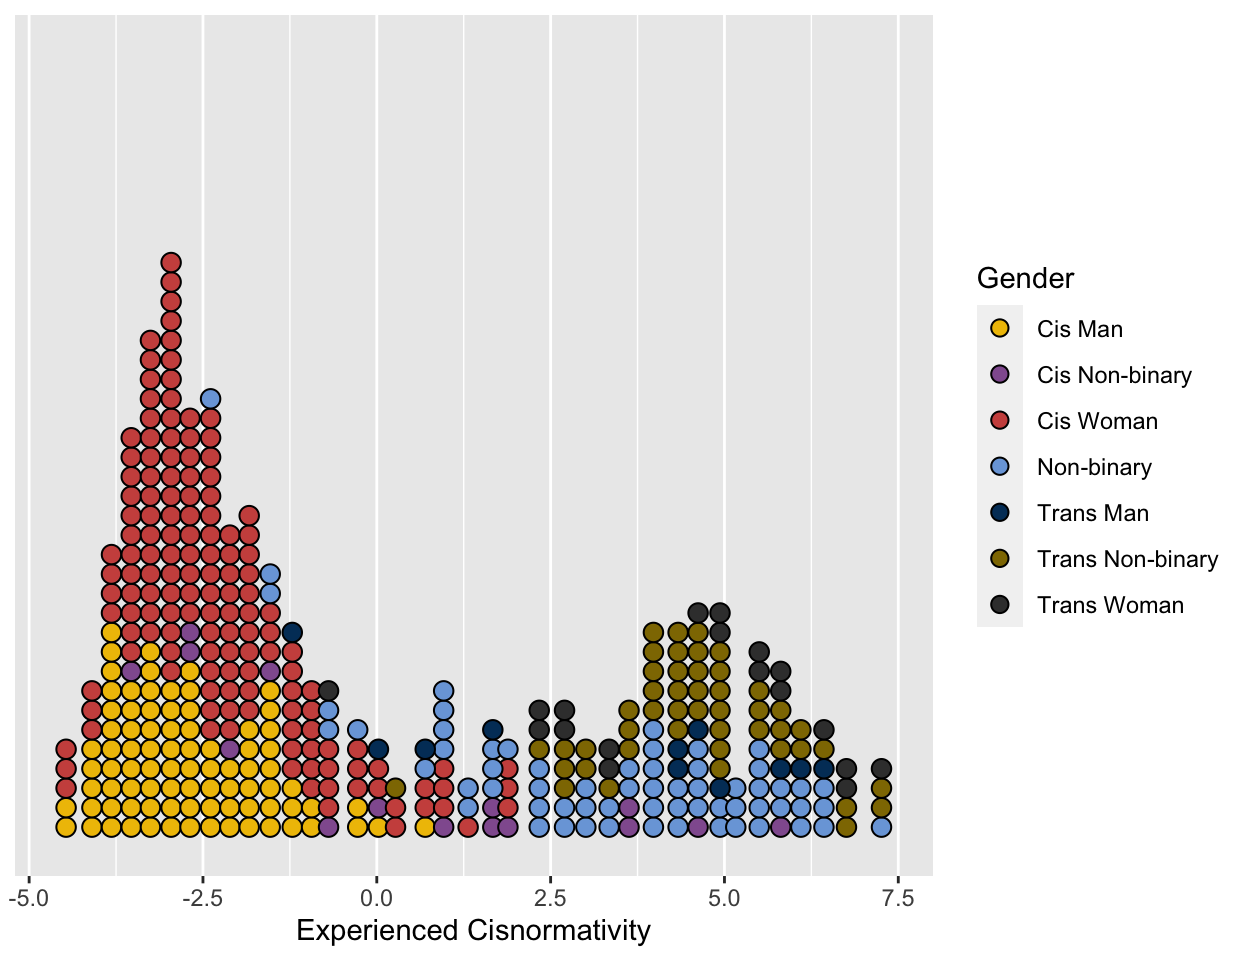 Gender
Cis Man
Cis Non-binary
Cis Woman
Non-binary
Trans Man
Trans Non-binary
Trans Woman
-5.0 -2.5 0.0 2.5 5.0 7.5
Experienced Cisnormativity